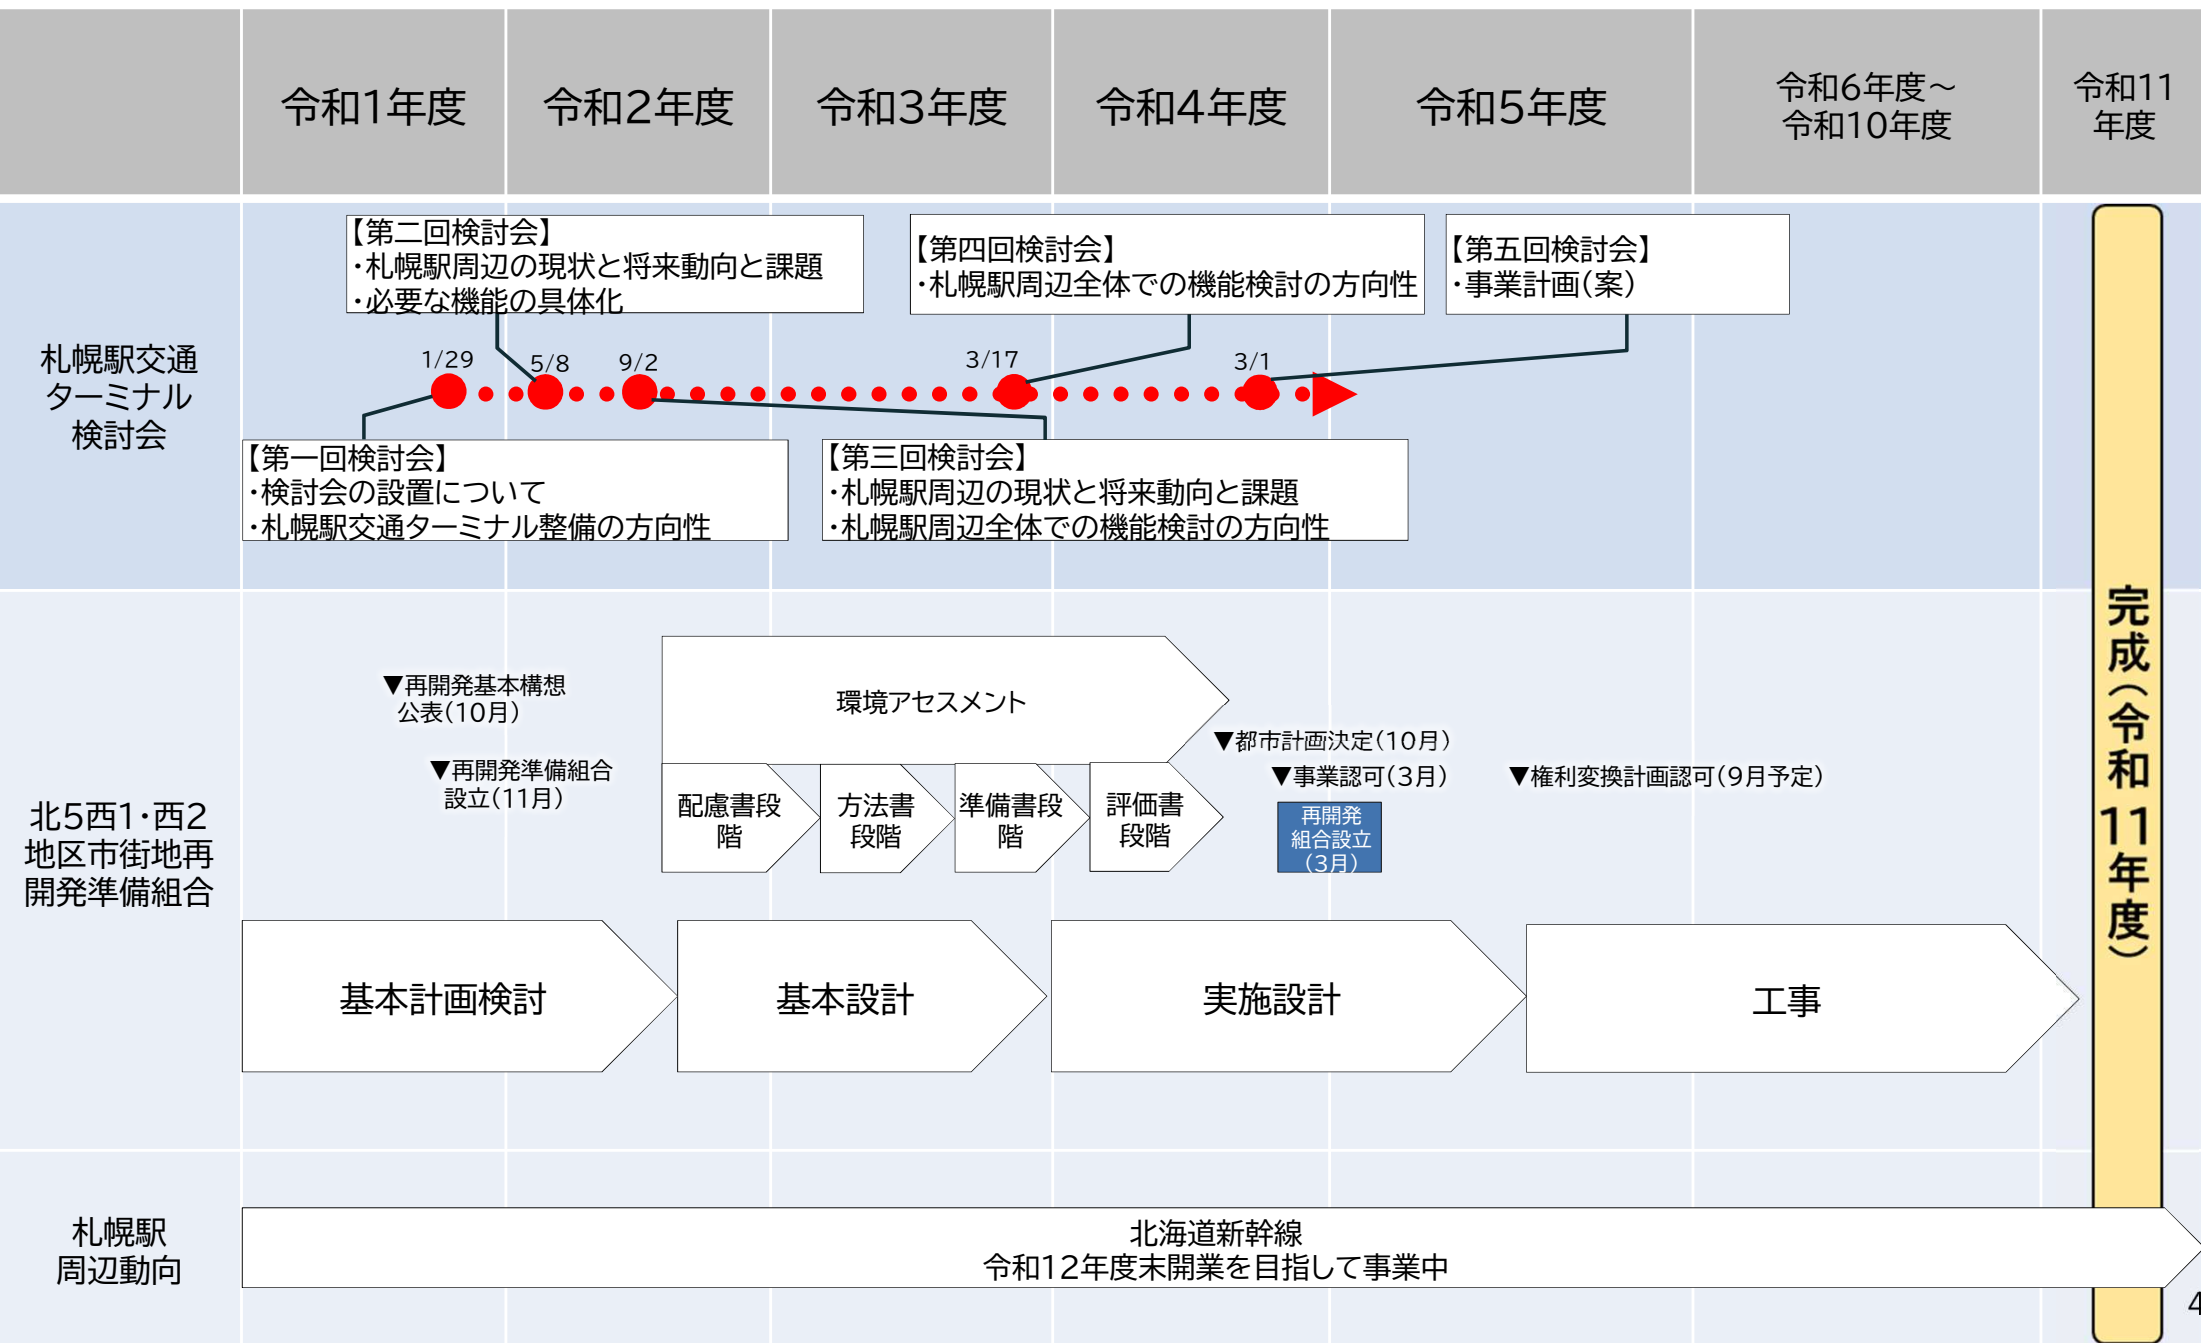 令和1年度
令和2年度
令和3年度
令和4年度
令和5年度
令和6年度～
令和10年度
令和11
年度
札幌駅交通
ターミナル
検討会
【第二回検討会】
・札幌駅周辺の現状と将来動向と課題
・必要な機能の具体化
【第四回検討会】
・札幌駅周辺全体での機能検討の方向性
【第五回検討会】
・事業計画（案）
1/29
5/8
9/2
3/17
3/1
【第一回検討会】
・検討会の設置について
・札幌駅交通ターミナル整備の方向性
【第三回検討会】
・札幌駅周辺の現状と将来動向と課題
・札幌駅周辺全体での機能検討の方向性
北5西1・西2
地区市街地再
開発準備組合
▼再開発基本構想
公表（10月）
▼再開発準備組合
設立（11月）
環境アセスメント
配慮書段
階
方法書
段階
準備書段
階
評価書
段階
▼都市計画決定（10月）
▼事業認可（3月）
再開発
組合設立
（3月）
▼権利変換計画認可（9月予定）
基本計画検討
基本設計
実施設計
工事
完成（令和11年度）
札幌駅
周辺動向
北海道新幹線
令和12年度末開業を目指して事業中
4